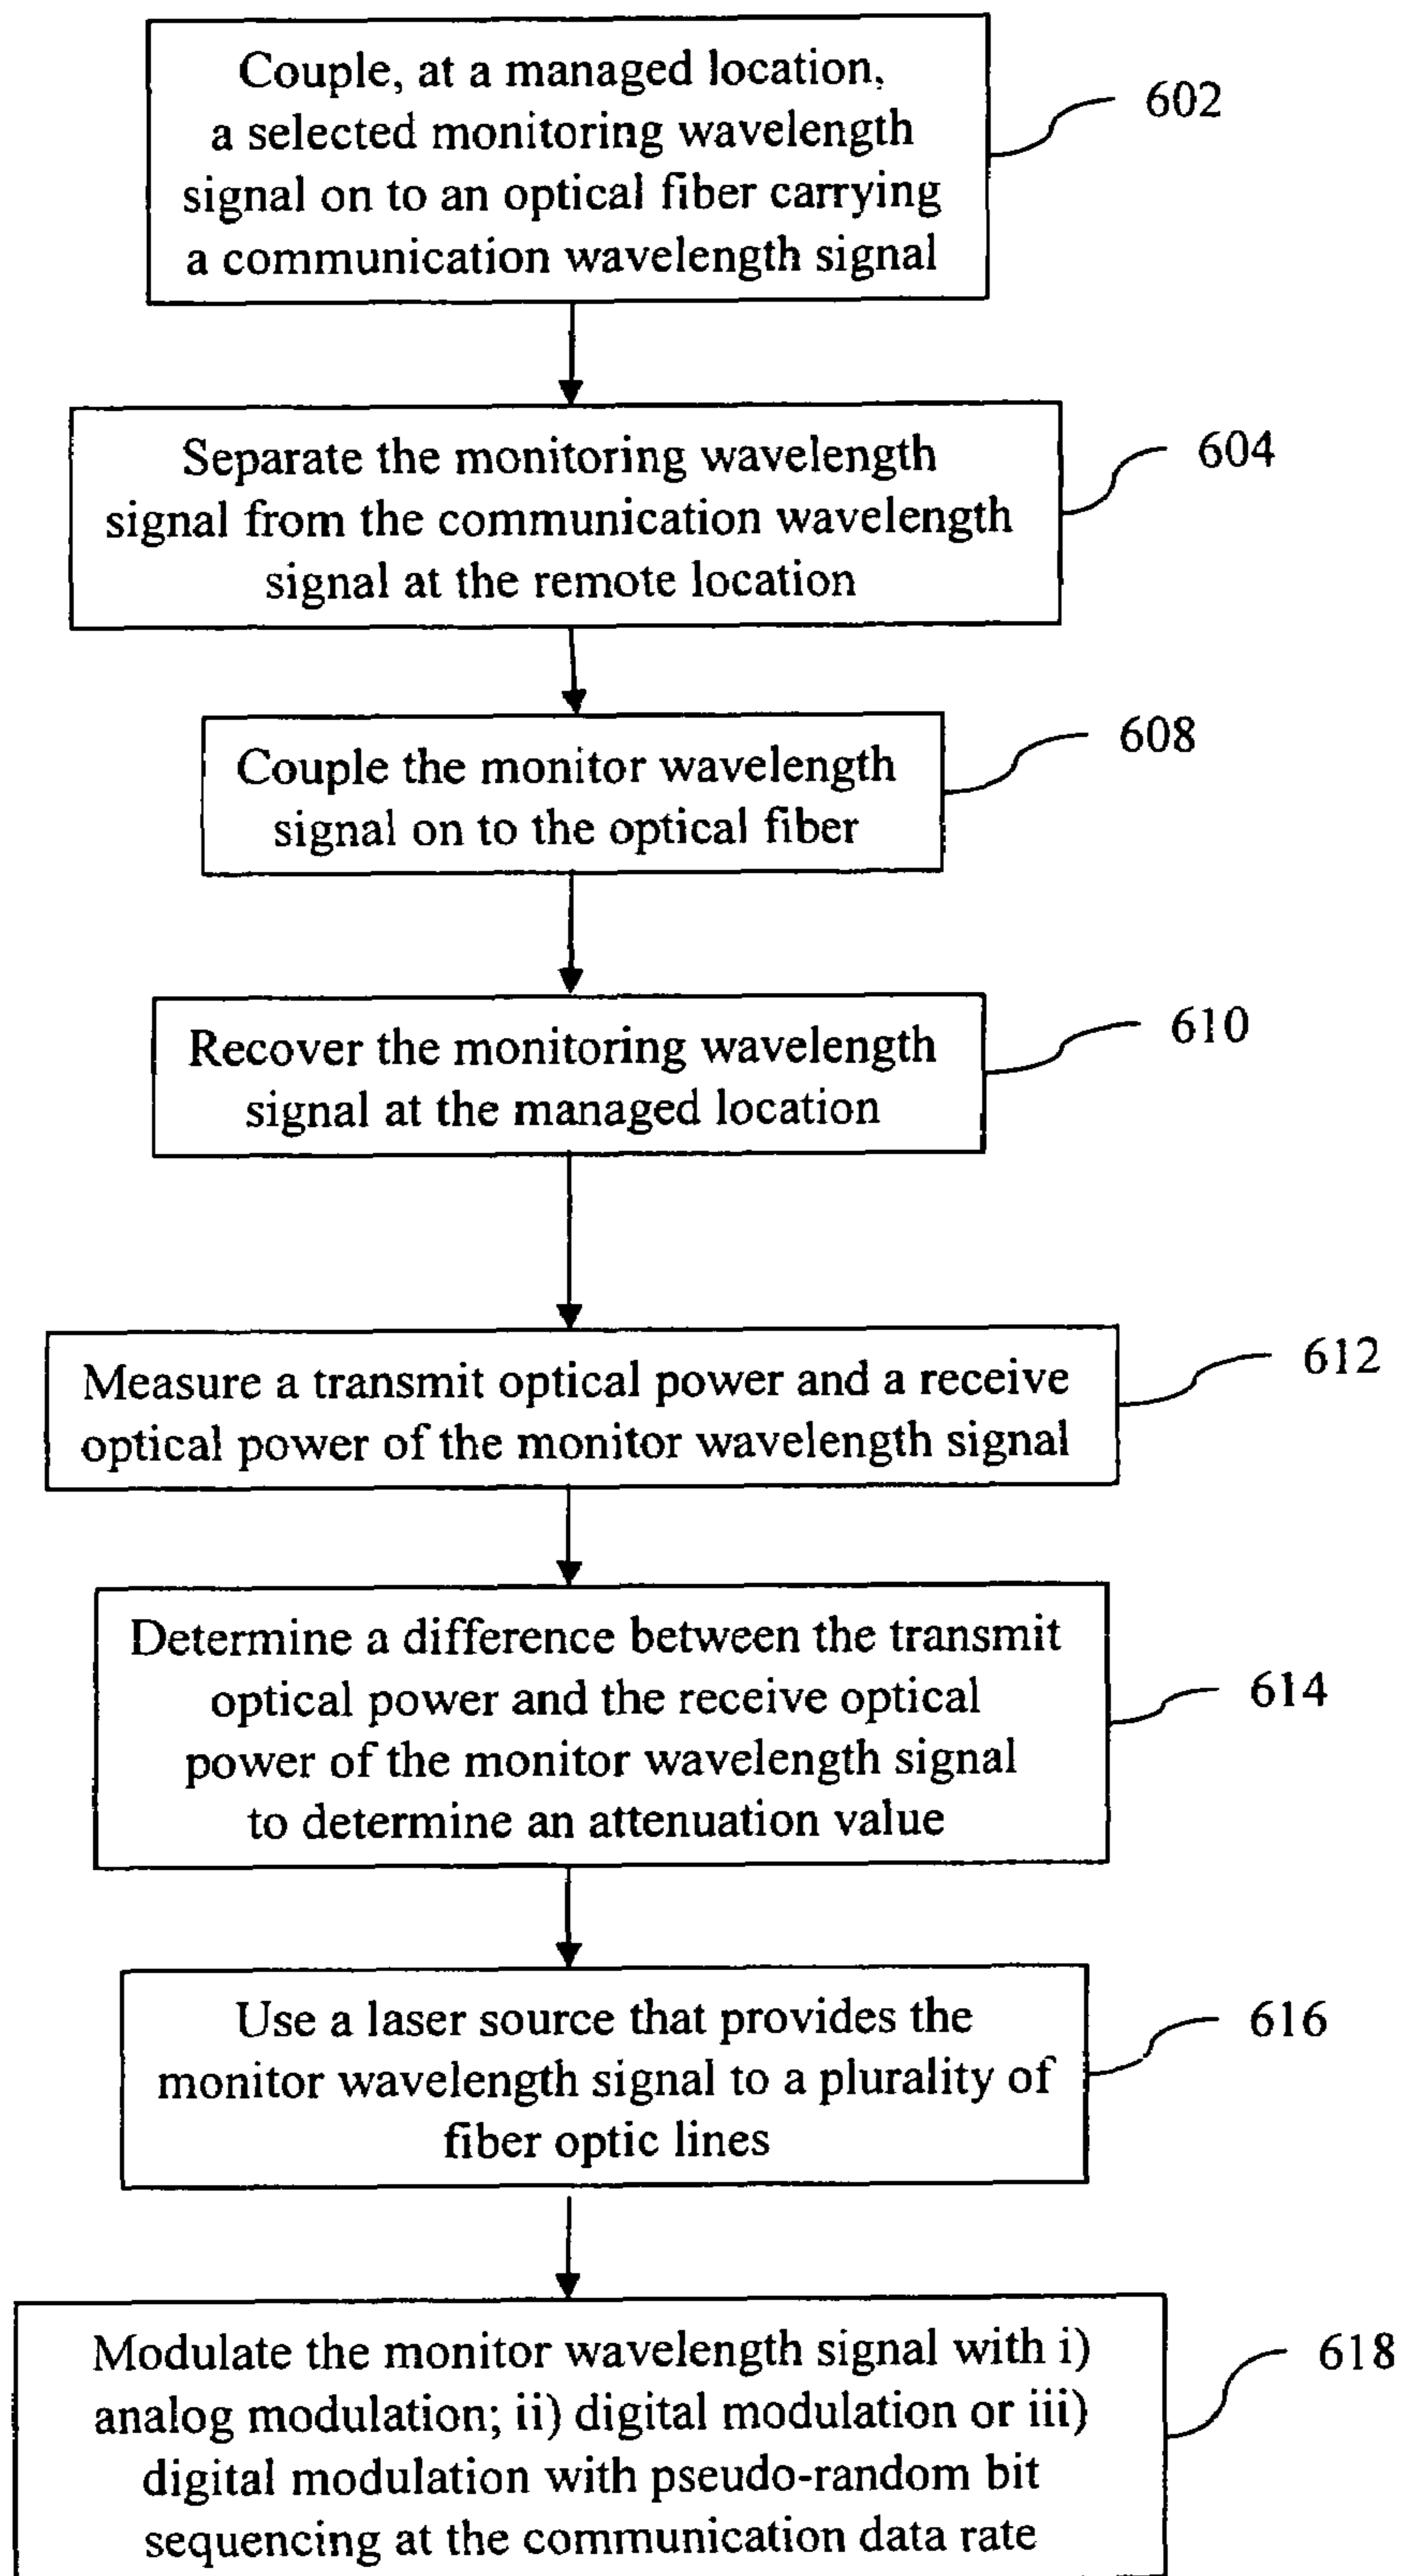 Couple, at a managed location,
a selected monitoring wavelength
signal on to an optical fiber carrying
a communication wavelength signal
602
Separate the monitoring wavelength
signal from the communication wavelength
signal at the remote location
604
Couple the monitor wavelength
signal on to the optical fiber
608
Recover the monitoring wavelength
signal at the managed location
610
Measure a transmit optical power and a receive
optical power of the monitor wavelength signal
612
Determine a difference between the transmit
optical power and the receive optical
power of the monitor wavelength signal
to determine an attenuation value
614
Use a laser source that provides the
monitor wavelength signal to a plurality of
fiber optic lines
616
Modulate the monitor wavelength signal with i)
analog modulation; ii) digital modulation or iii)
digital modulation with pseudo-random bit
sequencing at the communication data rate
618